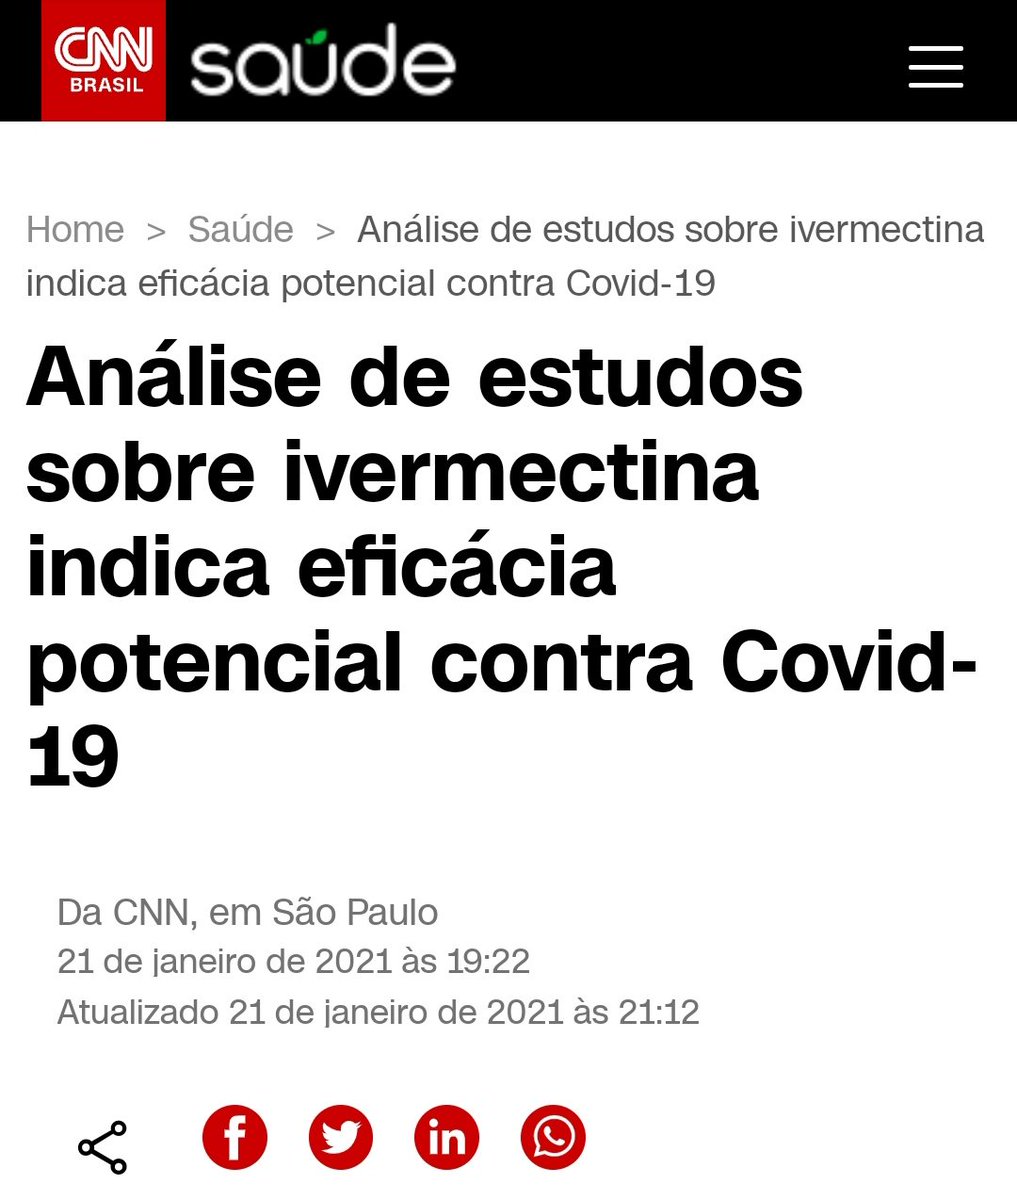 CNN
BRASIL
saúde
Home > Saúde > Análise de estudos sobre ivermectina
indica eficácia potencial contra Covid-19
Análise de estudos
sobre ivermectina
indica eficácia
potencial contra Covid-
19
Da CNN, em São Paulo
21 de janeiro de 2021 às 19:22
Atualizado 21 de janeiro de 2021 às 21:12